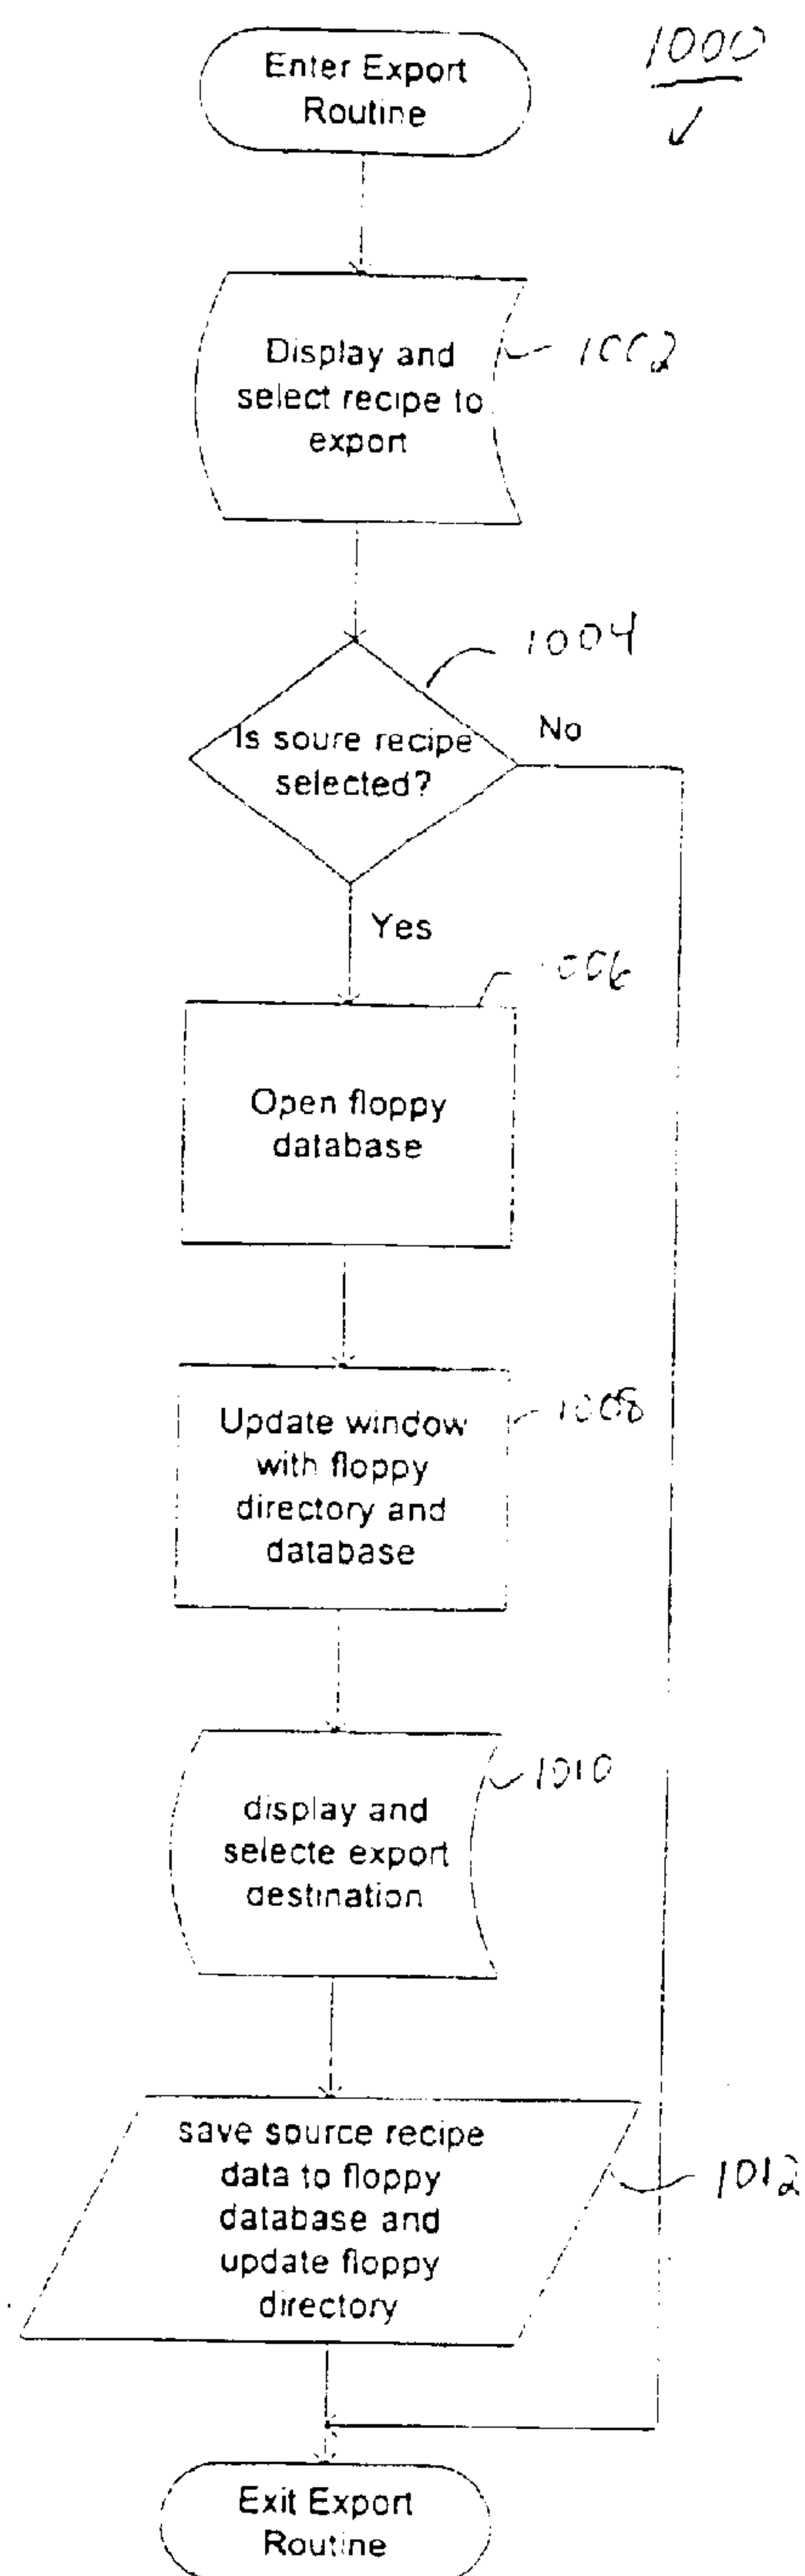 Enter Export
Routine
1000
Display and
select recipe to
export
1002
1004
Is soure recipe
selected?
No
Yes
1006
Open floppy
database
Update window
with floppy
directory and
database
1008
display and
selecte export
destination
1010
save source recipe
data to floppy
database and
update floppy
directory
1012
Exit Export
Routine